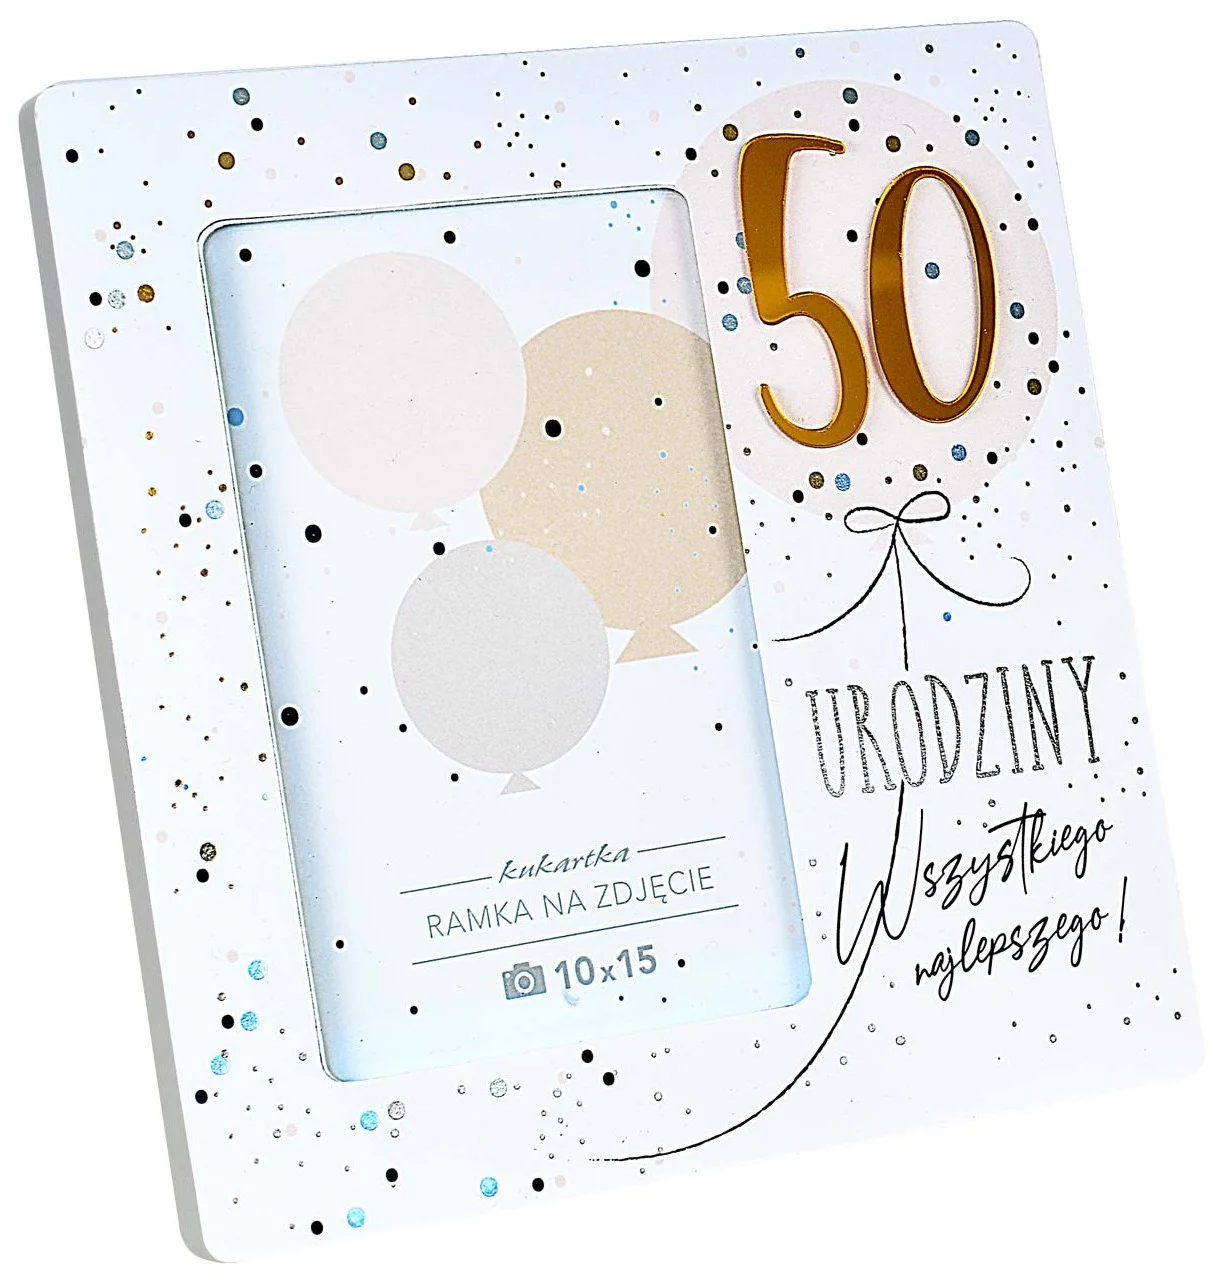 50
URODZINY
Wszystkiego
najlepszego!
kukartka
RAMKA NA ZDJĘCIE
10x15